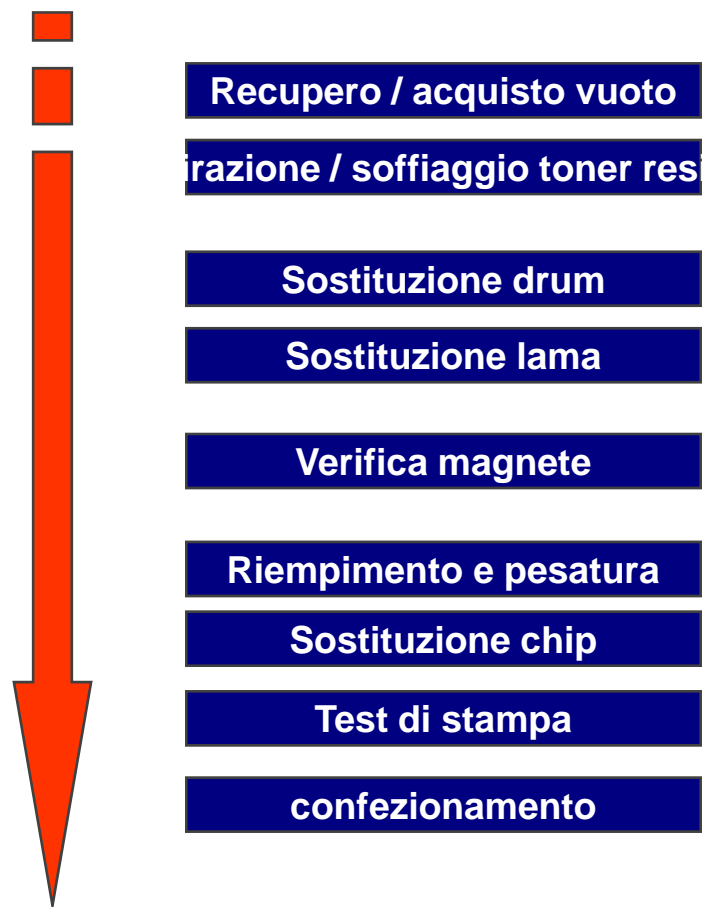 Recupero / acquisto vuoto
irazione / soffiaggio toner resi
Sostituzione drum
Sostituzione lama
Verifica magnete
Riempimento e pesatura
Sostituzione chip
Test di stampa
confezionamento